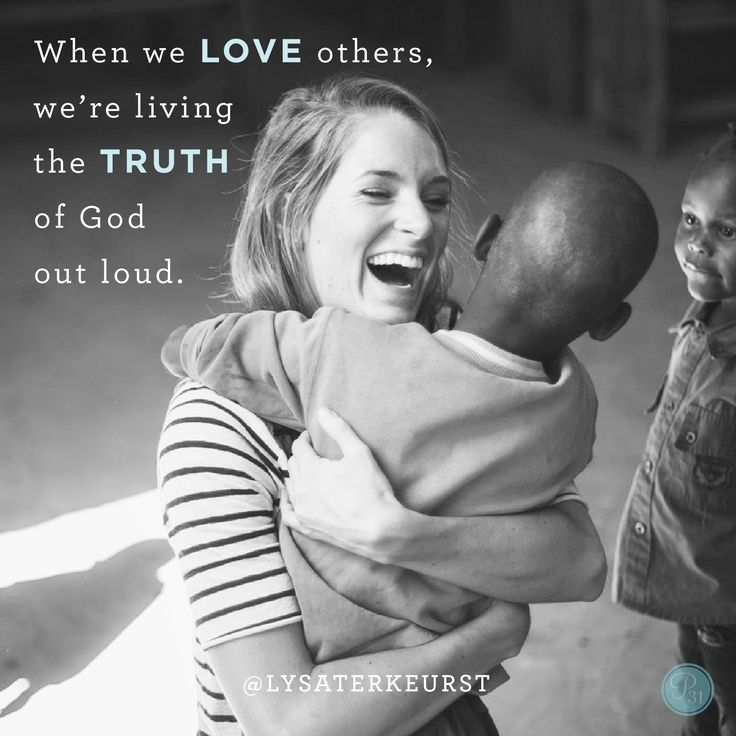 When we LOVE others,
we're living
the TRUTH
of God
out loud.
@LYSATERKEURST
P31